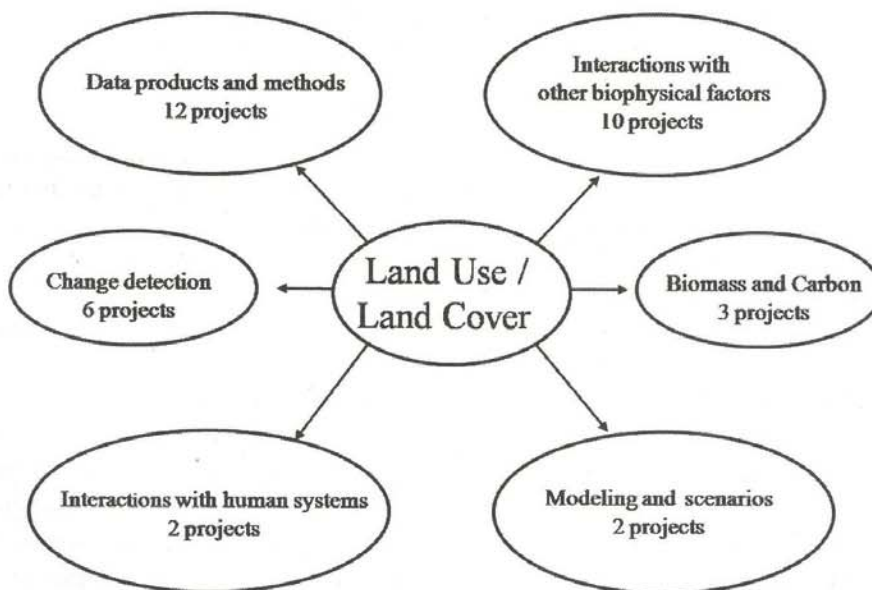 Data products and methods
12 projects
Interactions with
other biophysical factors
10 projects
Change detection
6 projects
Land Use /
Land Cover
Biomass and Carbon
3 projects
Interactions with human systems
2 projects
Modeling and scenarios
2 projects